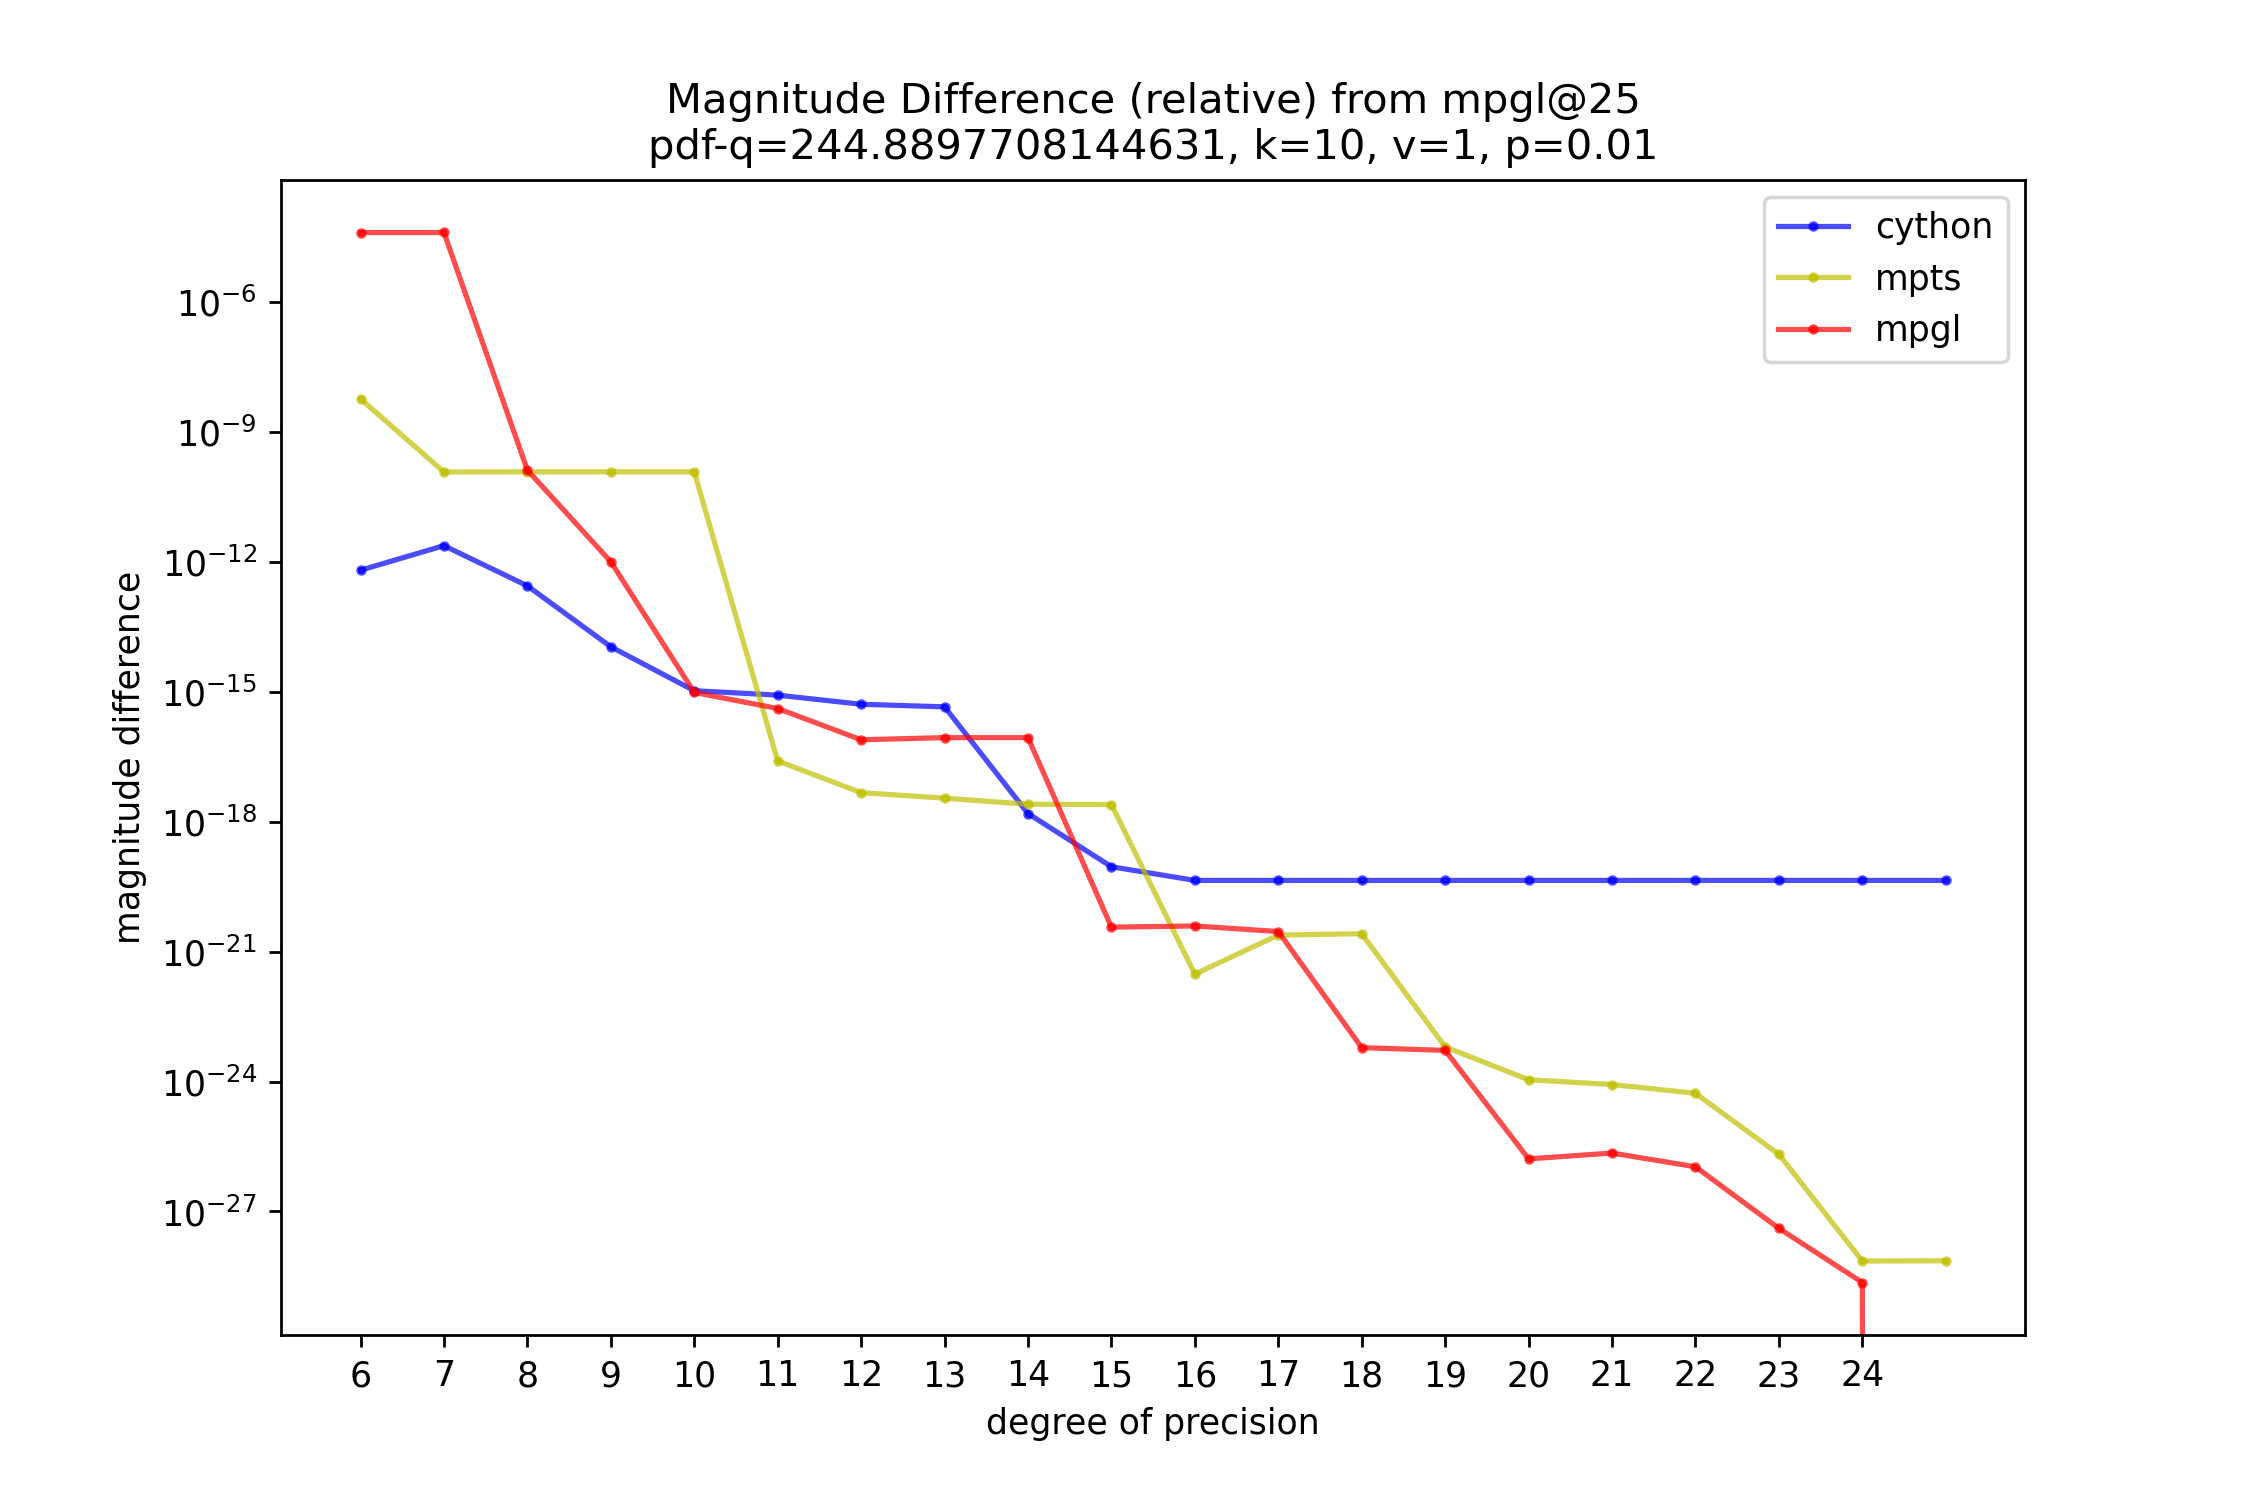 Magnitude Difference (relative) from mpgl@25
pdf-q=244.8897708144631, k=10, v=1, p=0.01
cython
mpts
mpgl
magnitude difference
10⁻⁶
10⁻⁹
10⁻¹²
10⁻¹⁵
10⁻¹⁸
10⁻²¹
10⁻²⁴
10⁻²⁷
6 7 8 9 10 11 12 13 14 15 16 17 18 19 20 21 22 23 24
degree of precision